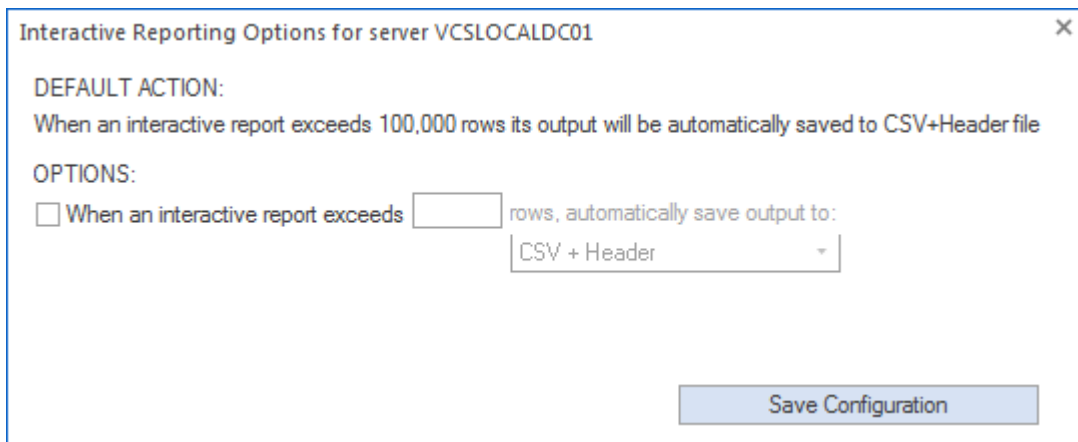 Interactive Reporting Options for server VCSLOCALDC01
DEFAULT ACTION:
When an interactive report exceeds 100,000 rows its output will be automatically saved to CSV+Header file
OPTIONS:
When an interactive report exceeds rows, automatically save output to:
CSV + Header
Save Configuration